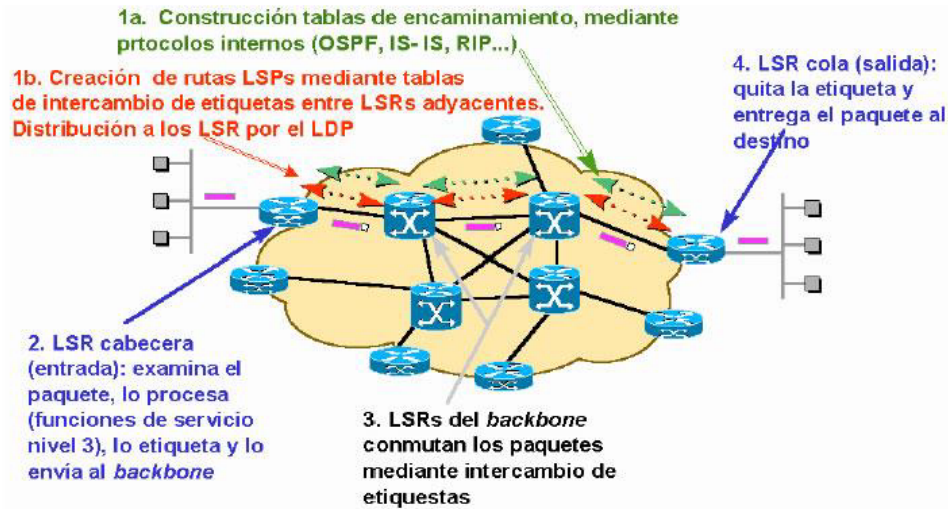 1a. Construcción tablas de encaminamiento, mediante
prtocolos internos (OSPF, IS- IS, RIP...)
1b. Creación de rutas LSPs mediante tablas
de intercambio de etiquetas entre LSRs adyacentes.
Distribución a los LSR por el LDP
4. LSR cola (salida):
quita la etiqueta y
entrega el paquete al
destino
2. LSR cabecera
(entrada): examina el
paquete, lo procesa
(funciones de servicio
nivel 3), lo etiqueta y lo
envía al backbone
3. LSRs del backbone
conmutan los paquetes
mediante intercambio de
etiquestas